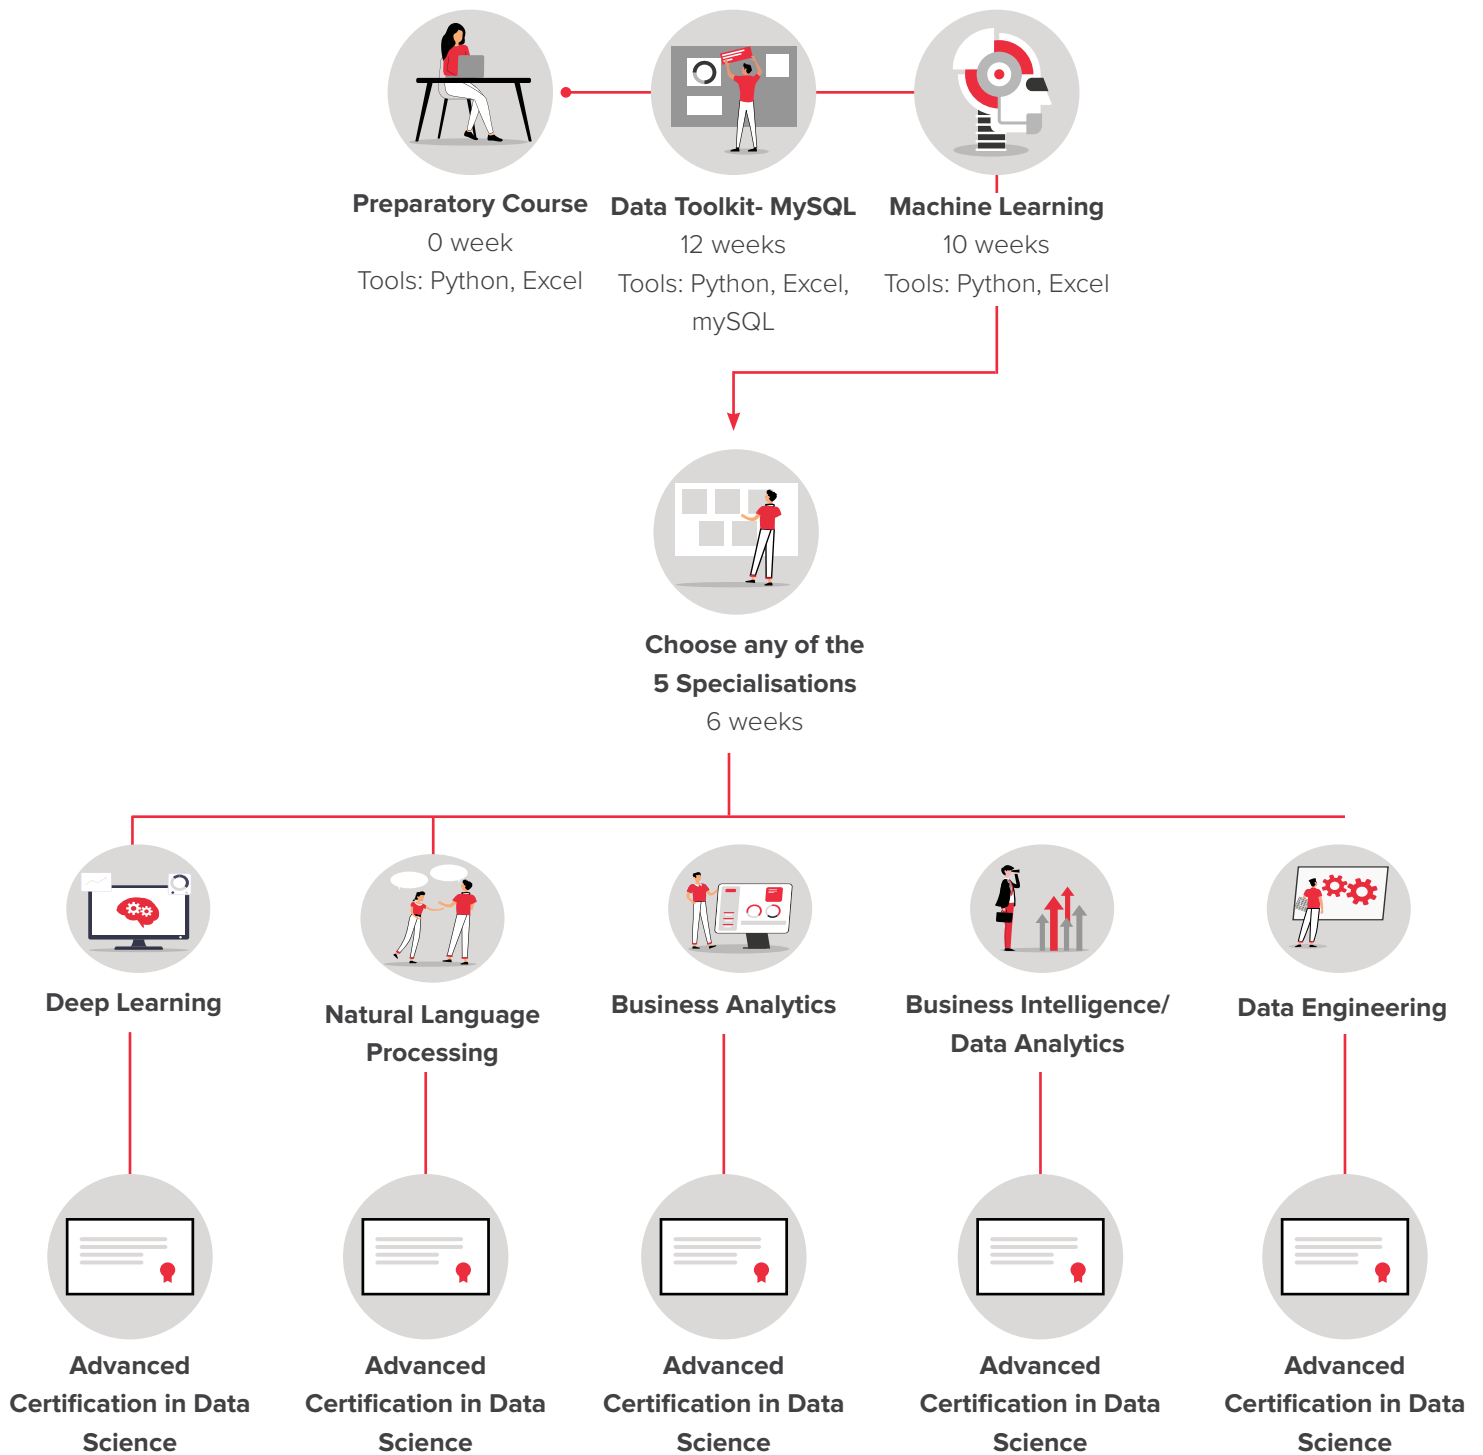 Preparatory Course
0 week
Tools: Python, Excel
Data Toolkit- MySQL
12 weeks
Tools: Python, Excel,
mySQL
Machine Learning
10 weeks
Tools: Python, Excel
Choose any of the
5 Specialisations
6 weeks
Deep Learning
Natural Language
Processing
Business Analytics
Business Intelligence/
Data Analytics
Data Engineering
Advanced
Certification in Data
Science
Advanced
Certification in Data
Science
Advanced
Certification in Data
Science
Advanced
Certification in Data
Science
Advanced
Certification in Data
Science